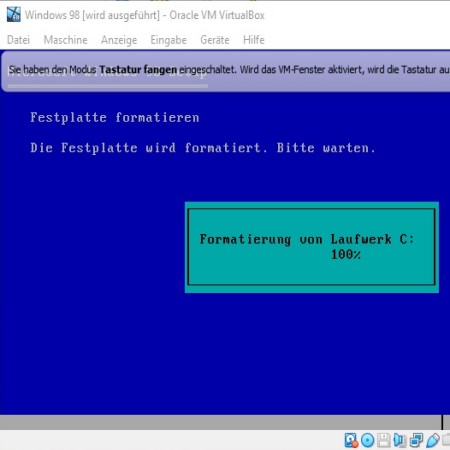 Windows 98 [wird ausgeführt] - Oracle VM VirtualBox
Datei Maschine Anzeige Eingabe Geräte Hilfe
Sie haben den Modus Tastatur fangen eingeschaltet. Wird das VM-Fenster aktiviert, wird die Tastatur au
Festplatte formatieren
Die Festplatte wird formatiert. Bitte warten.
Formatierung von Laufwerk C:
100%